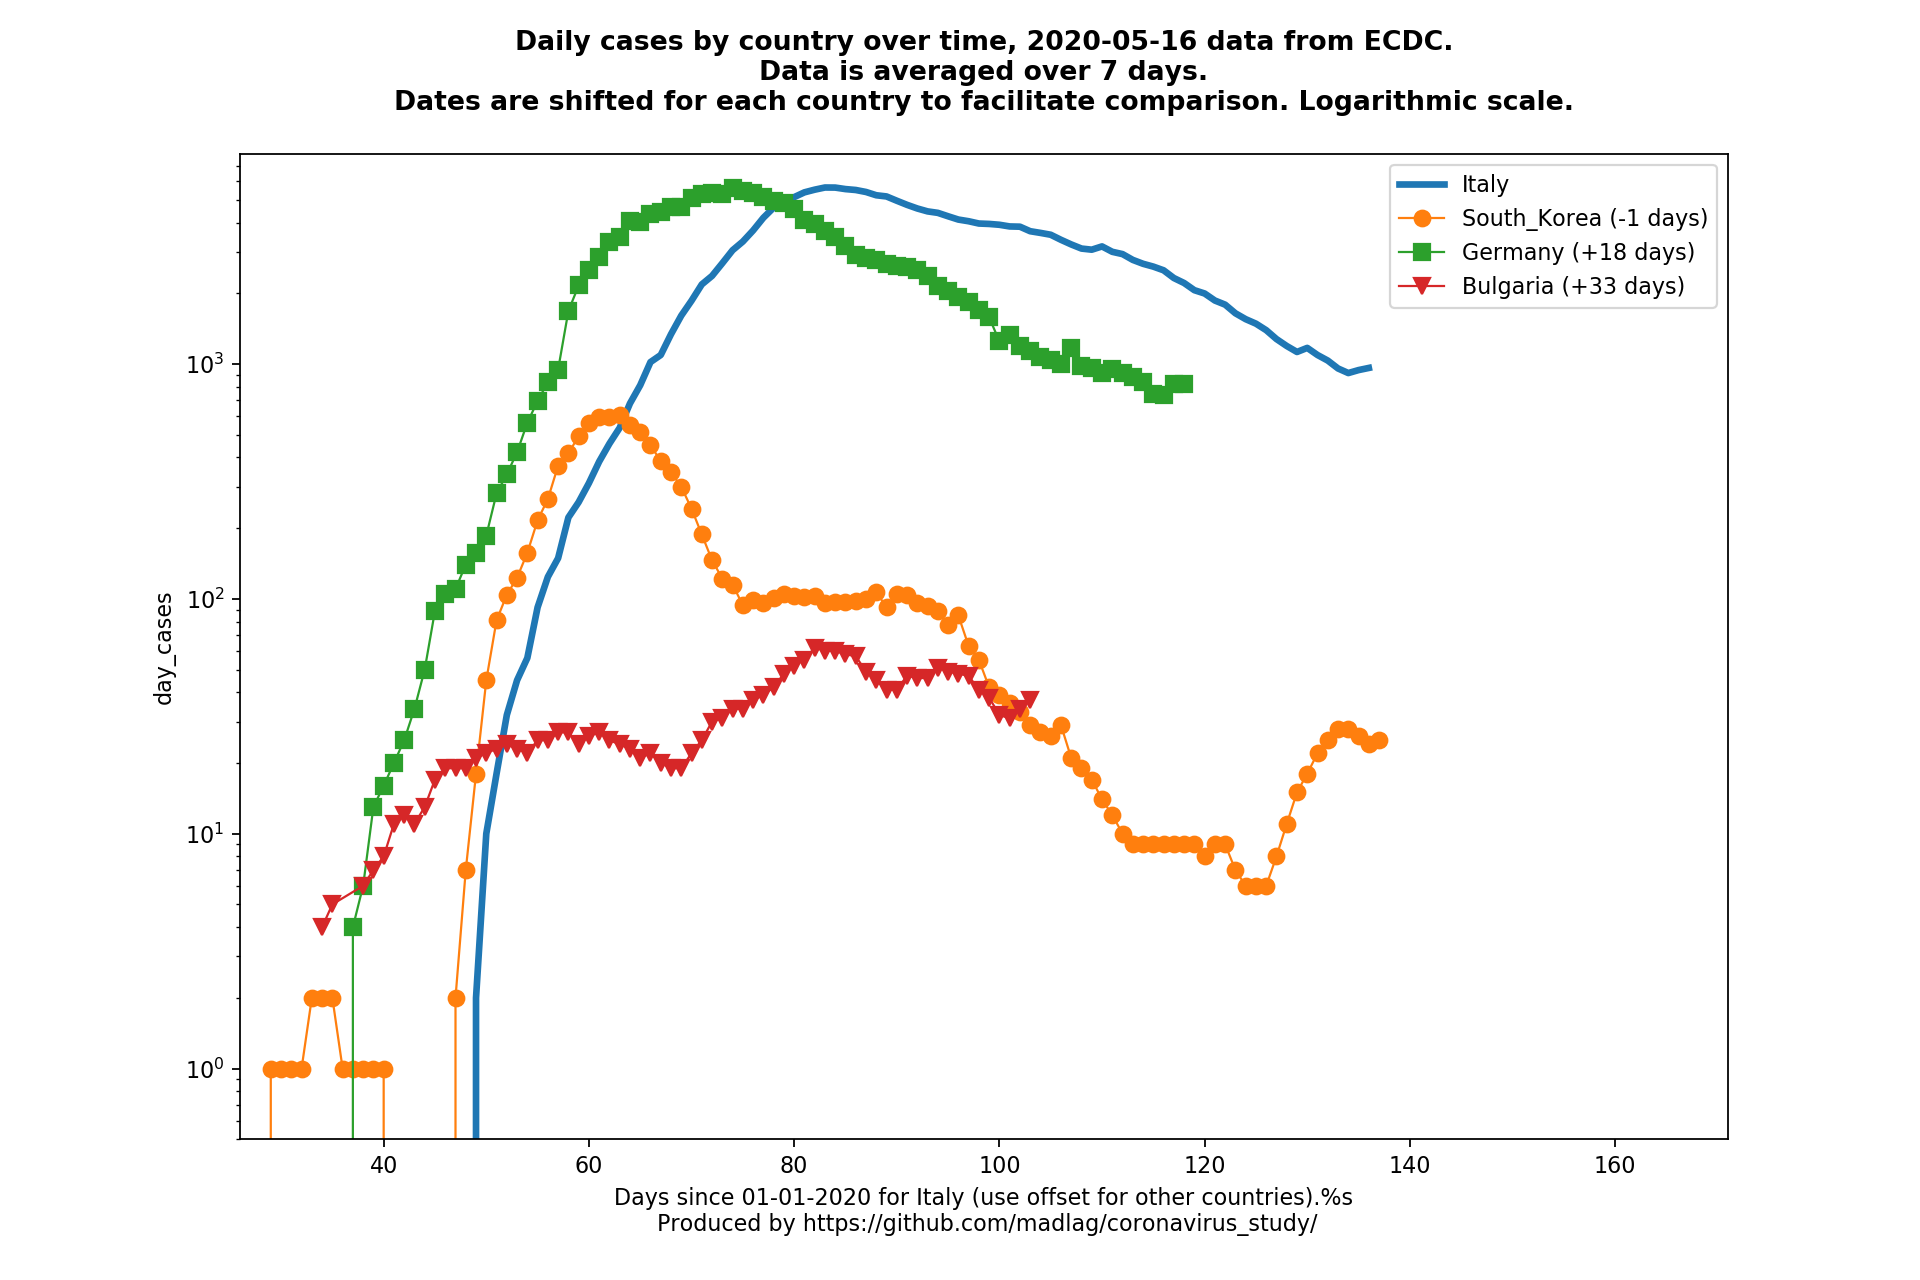 Daily cases by country over time, 2020-05-16 data from ECDC.
Data is averaged over 7 days.
Dates are shifted for each country to facilitate comparison. Logarithmic scale.
Italy
South_Korea (-1 days)
Germany (+18 days)
Bulgaria (+33 days)
day_cases
10³
10²
10¹
10⁰
40 60 80 100 120 140 160
Days since 01-01-2020 for Italy (use offset for other countries).%s
Produced by https://github.com/madlag/coronavirus_study/